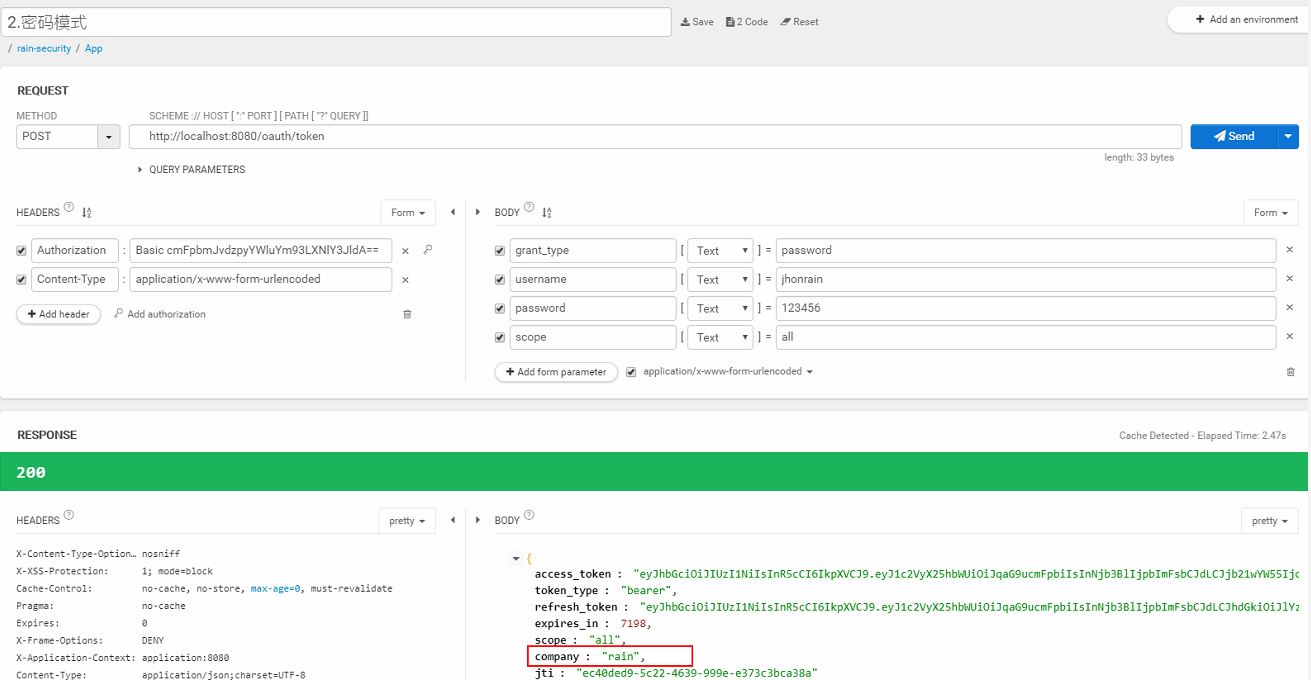 2.密码模式
Save 2 Code Reset
+ Add an environment
/ rain-security / App
REQUEST
METHOD SCHEME :// HOST [ ":" PORT ] [ PATH [ "?" QUERY ]]
POST http://localhost:8080/oauth/token Send
length: 33 bytes
QUERY PARAMETERS
HEADERS ? Form BODY ? Form
Authorization : Basic cmFpbmJvdzpyYWluYm93LXNlY3JldA== × grant_type [ Text ] = password ×
Content-Type : application/x-www-form-urlencoded × username [ Text ] = jhonrain ×
+ Add header Add authorization password [ Text ] = 123456 ×
scope [ Text ] = all ×
+ Add form parameter application/x-www-form-urlencoded
RESPONSE
Cache Detected - Elapsed Time: 2.47s
200
HEADERS ? pretty BODY ? pretty
X-Content-Type-Option… nosniff
X-XSS-Protection: 1; mode=block
Cache-Control: no-cache, no-store, max-age=0, must-revalidate
Pragma: no-cache
Expires: 0
X-Frame-Options: DENY
X-Application-Context: application:8080
Content-Type: application/json;charset=UTF-8
{
access_token : "eyJhbGciOiJIUzI1NiIsInR5cCI6IkpXVCJ9.eyJ1c2VyX25hbWUiOiJqaG9ucmFpbiIsInNjb3BlIjpbImFsbCJdLCJjb21wYW55Ijo
token_type : "bearer",
refresh_token : "eyJhbGciOiJIUzI1NiIsInR5cCI6IkpXVCJ9.eyJ1c2VyX25hbWUiOiJqaG9ucmFpbiIsInNjb3BlIjpbImFsbCJdLCJhdGkiOiJlYz
expires_in : 7198,
scope : "all",
company : "rain",
jti : "ec40ded9-5c22-4639-999e-e373c3bca38a"